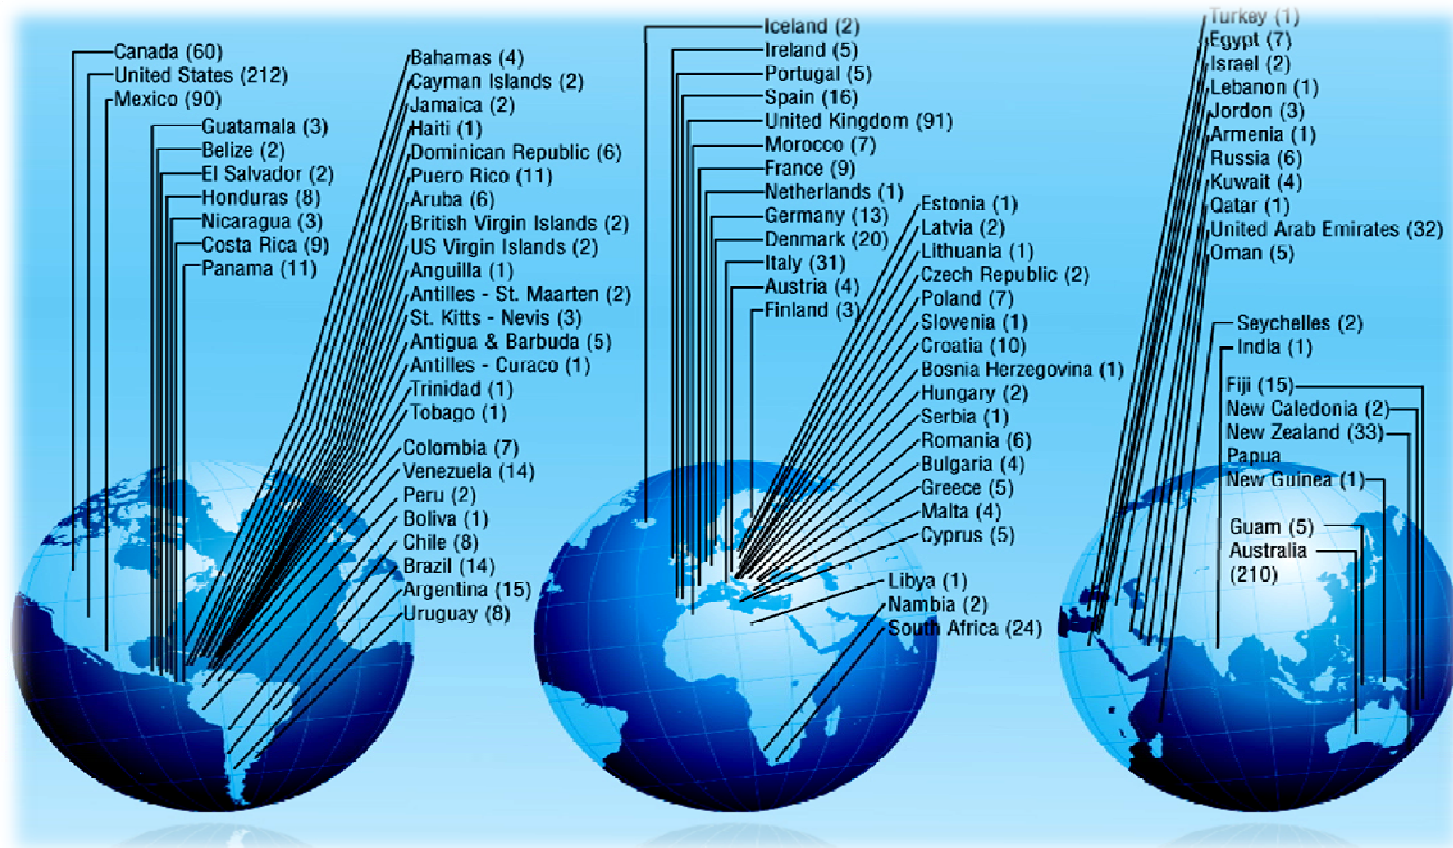 Canada (60)
United States (212)
Mexico (90)
Guatamala (3)
Belize (2)
El Salvador (2)
Honduras (8)
Nicaragua (3)
Costa Rica (9)
Panama (11)
Bahamas (4)
Cayman Islands (2)
Jamaica (2)
Haiti (1)
Dominican Republic (6)
Puero Rico (11)
Aruba (6)
British Virgin Islands (2)
US Virgin Islands (2)
Anguilla (1)
Antilles - St. Maarten (2)
St. Kitts - Nevis (3)
Antigua & Barbuda (5)
Antilles - Curaco (1)
Trinidad (1)
Tobago (1)
Colombia (7)
Venezuela (14)
Peru (2)
Boliva (1)
Chile (8)
Brazil (14)
Argentina (15)
Uruguay (8)
Iceland (2)
Ireland (5)
Portugal (5)
Spain (16)
United Kingdom (91)
Morocco (7)
France (9)
Netherlands (1)
Germany (13)
Denmark (20)
Italy (31)
Austria (4)
Finland (3)
Estonia (1)
Latvia (2)
Lithuania (1)
Czech Republic (2)
Poland (7)
Slovenia (1)
Croatia (10)
Bosnia Herzegovina (1)
Hungary (2)
Serbia (1)
Romania (6)
Bulgaria (4)
Greece (5)
Malta (4)
Cyprus (5)
Libya (1)
Nambia (2)
South Africa (24)
Turkey (1)
Egypt (7)
Israel (2)
Lebanon (1)
Jordon (3)
Armenia (1)
Russia (6)
Kuwait (4)
Qatar (1)
United Arab Emirates (32)
Oman (5)
Seychelles (2)
India (1)
Fiji (15)
New Caledonia (2)
New Zealand (33)
Papua
New Guinea (1)
Guam (5)
Australia
(210)